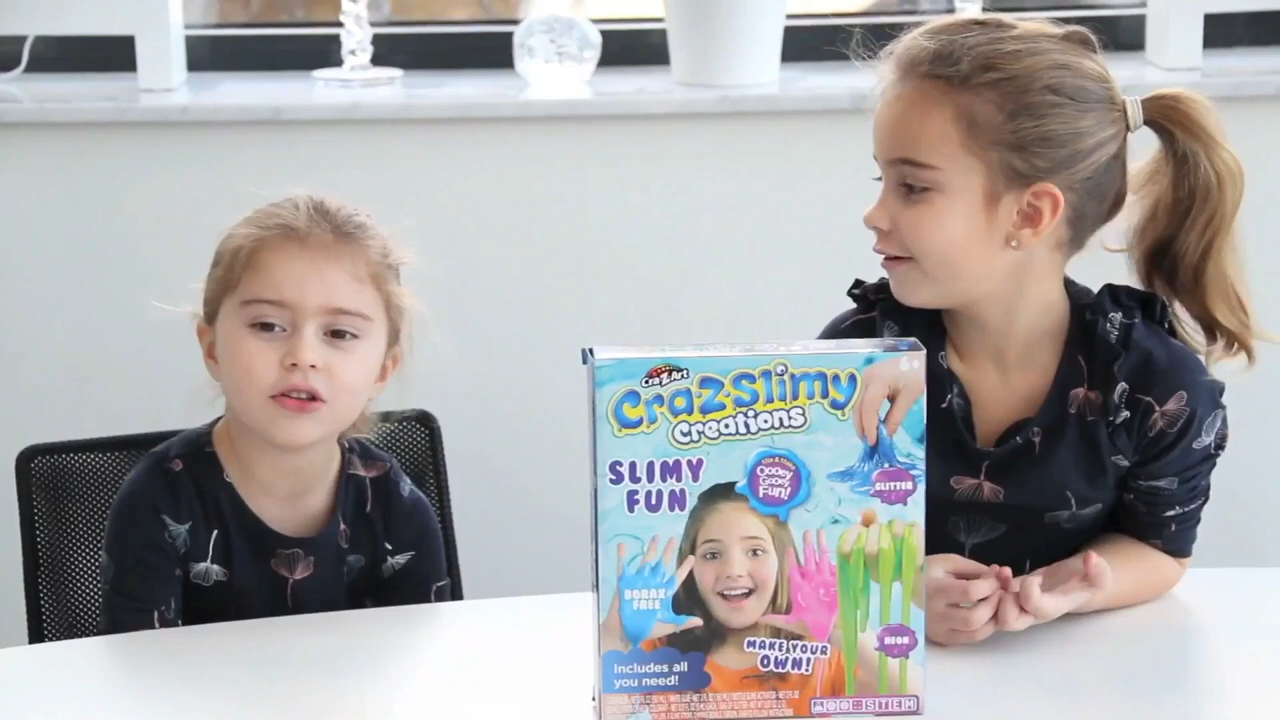 Cra-Z-Art
6+
Cra-Z-Slimy
Creations
SLIMY
FUN
Oooey
Gooey
Fun!
GLITTER
BORAX
FREE
NEON
MAKE YOUR
OWN!
Includes all
you need!
STEM